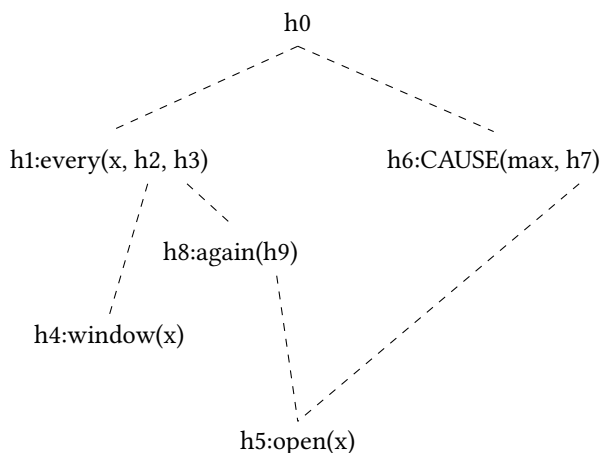 h0
h1:every(x, h2, h3)
h6:CAUSE(max, h7)
h8:again(h9)
h4:window(x)
h5:open(x)